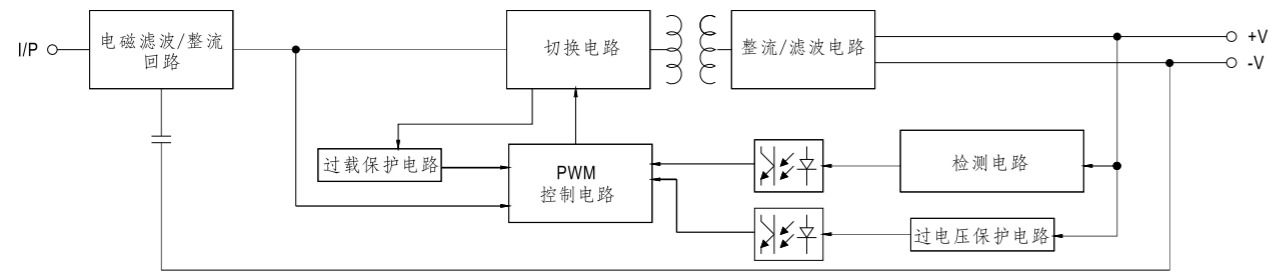 I/P
电磁滤波/整流
回路
切换电路
整流/滤波电路
+V
-V
过载保护电路
PWM
控制电路
检测电路
过电压保护电路